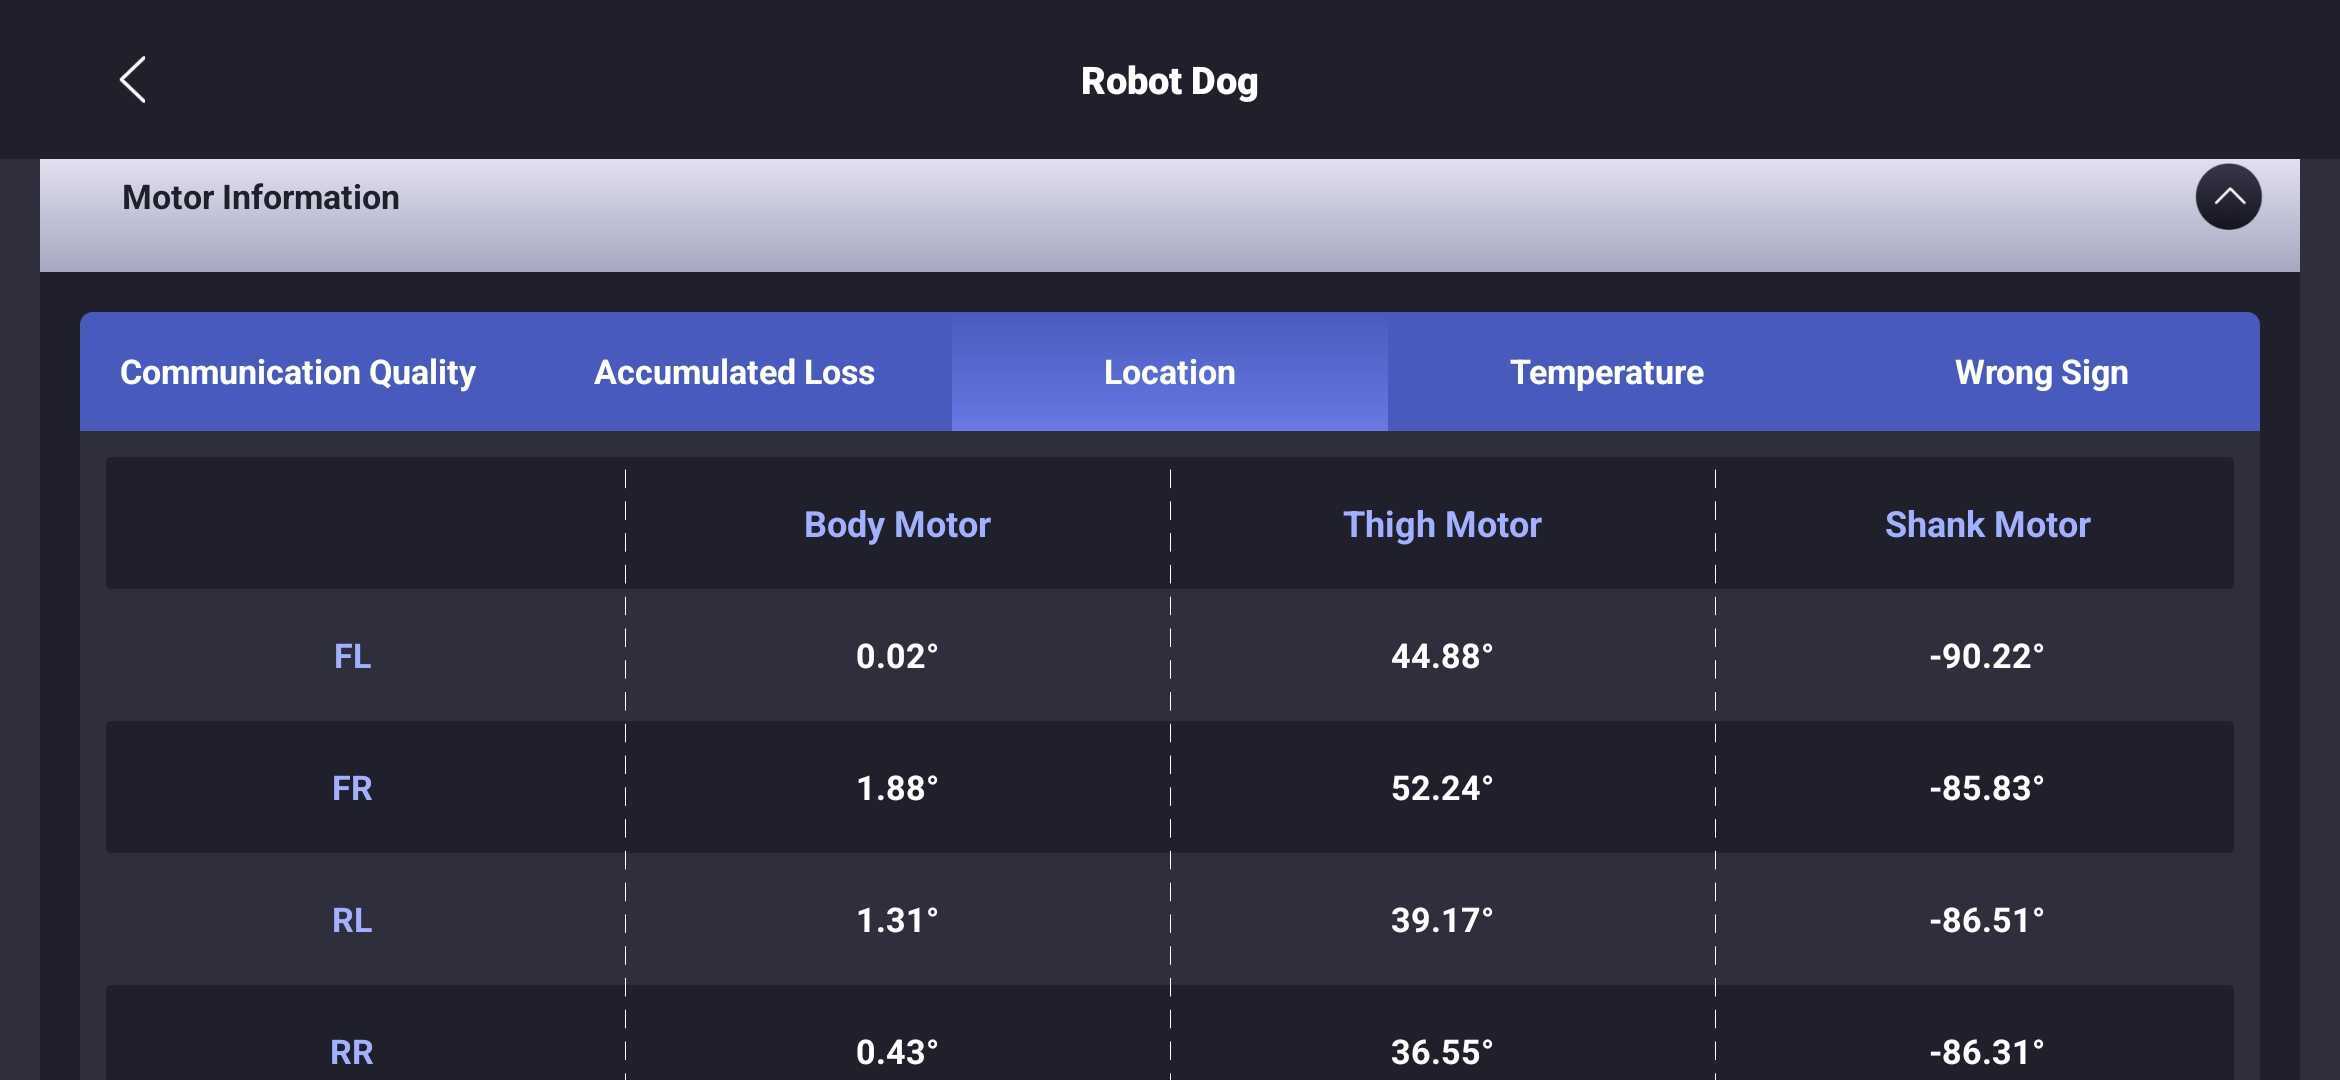 Robot Dog
Motor Information
Communication Quality Accumulated Loss Location Temperature Wrong Sign
Body Motor Thigh Motor Shank Motor
FL 0.02° 44.88° -90.22°
FR 1.88° 52.24° -85.83°
RL 1.31° 39.17° -86.51°
RR 0.43° 36.55° -86.31°